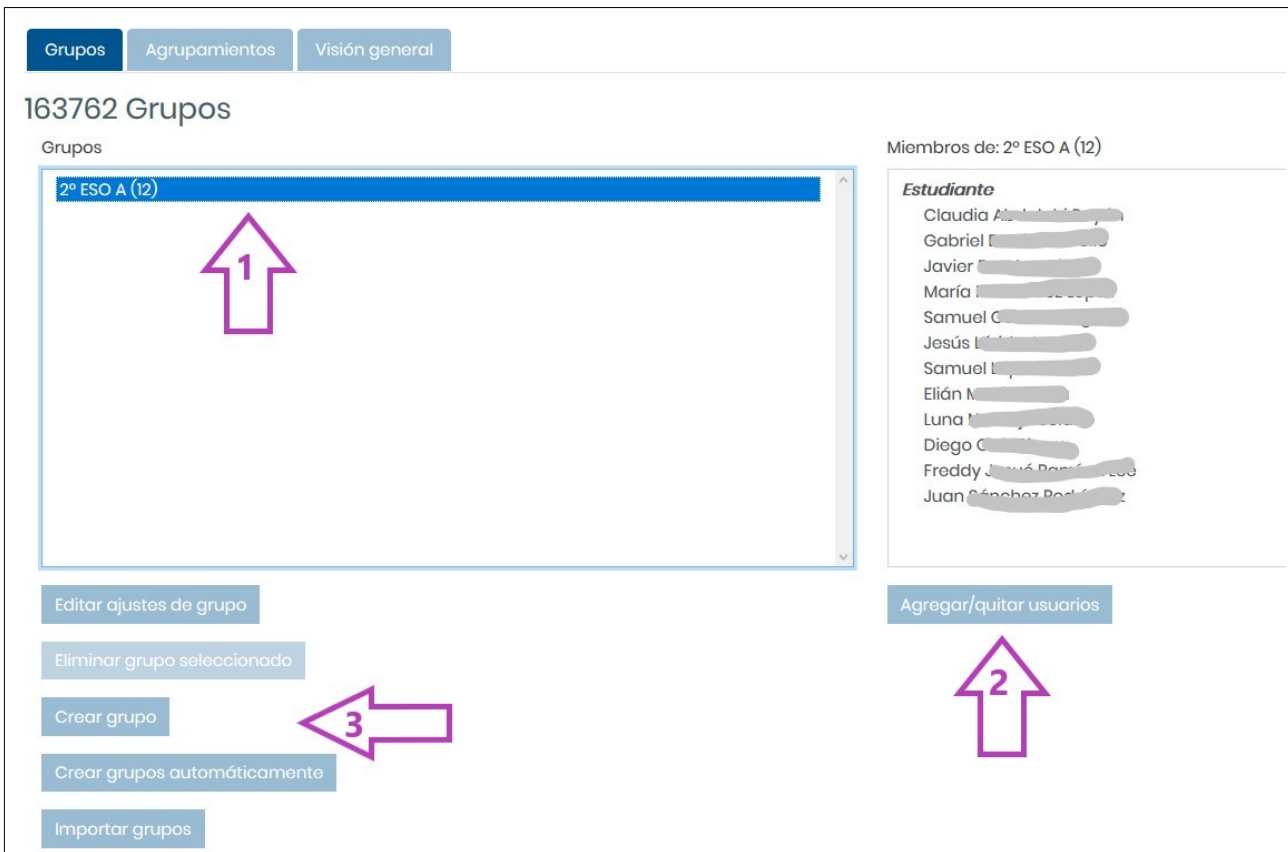 Grupos Agrupamientos Visión general
163762 Grupos
Grupos
2º ESO A (12)
1
Editar ajustes de grupo
Eliminar grupo seleccionado
Crear grupo
3
Crear grupos automáticamente
Importar grupos
Miembros de: 2º ESO A (12)
Estudiante
Claudia
Gabriel
Javier
María
Samuel
Jesús
Samuel
Elián
Luna
Diego
Freddy
Juan
Agregar/quitar usuarios
2